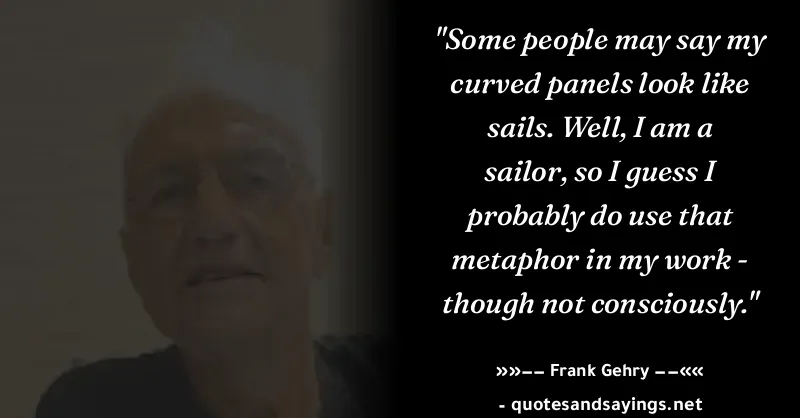 "Some people may say my
curved panels look like
sails. Well, I am a
sailor, so I guess I
probably do use that
metaphor in my work -
though not consciously."
»»−− Frank Gehry −−««
- quotesandsayings.net